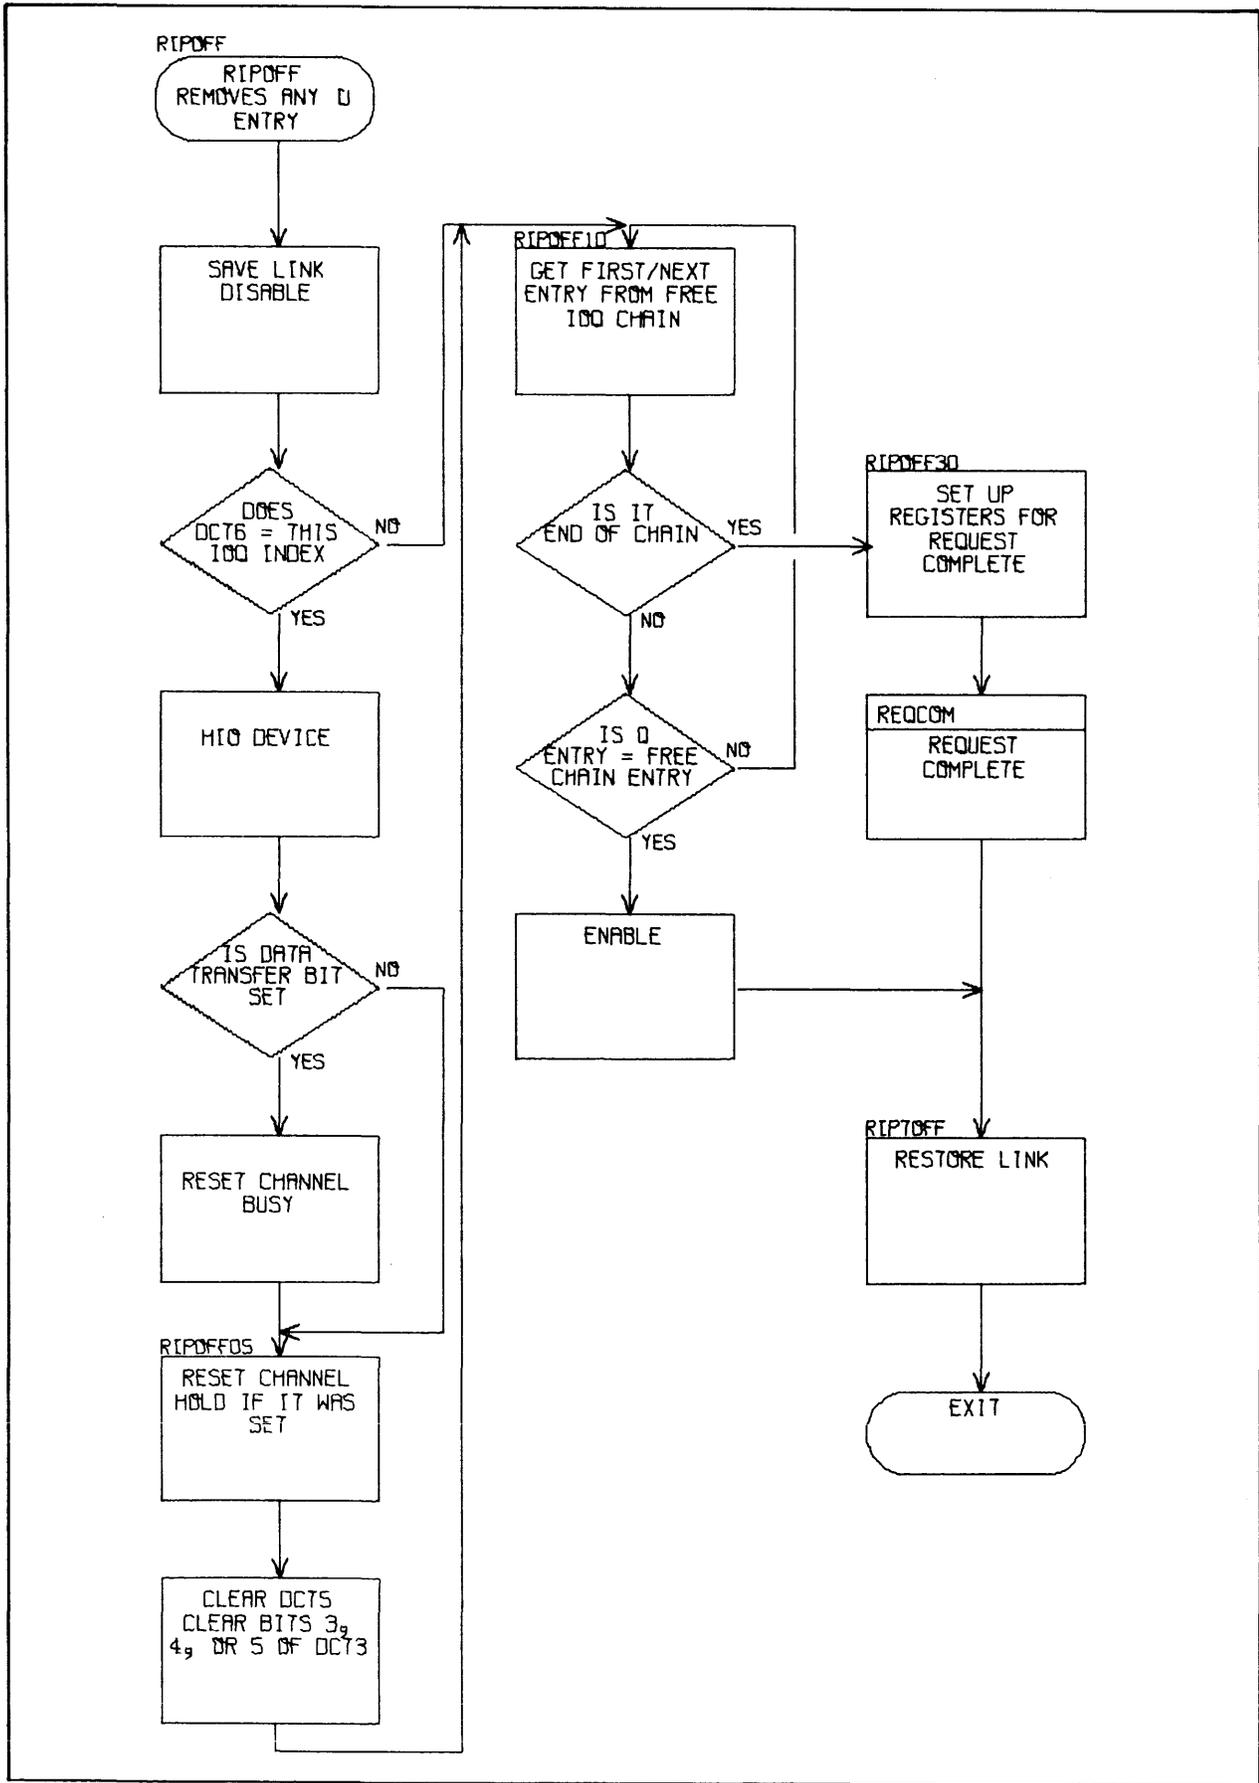 RIPOFF
RIPOFF
REMOVES ANY Q
ENTRY
SAVE LINK
DISABLE
DOES
DCT6 = THIS
IOQ INDEX
NO
YES
HIO DEVICE
IS DATA
TRANSFER BIT
SET
NO
YES
RESET CHANNEL
BUSY
RIPOFF05
RESET CHANNEL
HOLD IF IT WAS
SET
CLEAR DCT5
CLEAR BITS 3,
4, OR 5 OF DCT3
RIPOFF10
GET FIRST/NEXT
ENTRY FROM FREE
IOQ CHAIN
IS IT
END OF CHAIN
YES
NO
IS Q
ENTRY = FREE
CHAIN ENTRY
NO
YES
ENABLE
RIPOFF30
SET UP
REGISTERS FOR
REQUEST
COMPLETE
REQCOM
REQUEST
COMPLETE
RIPTOFF
RESTORE LINK
EXIT